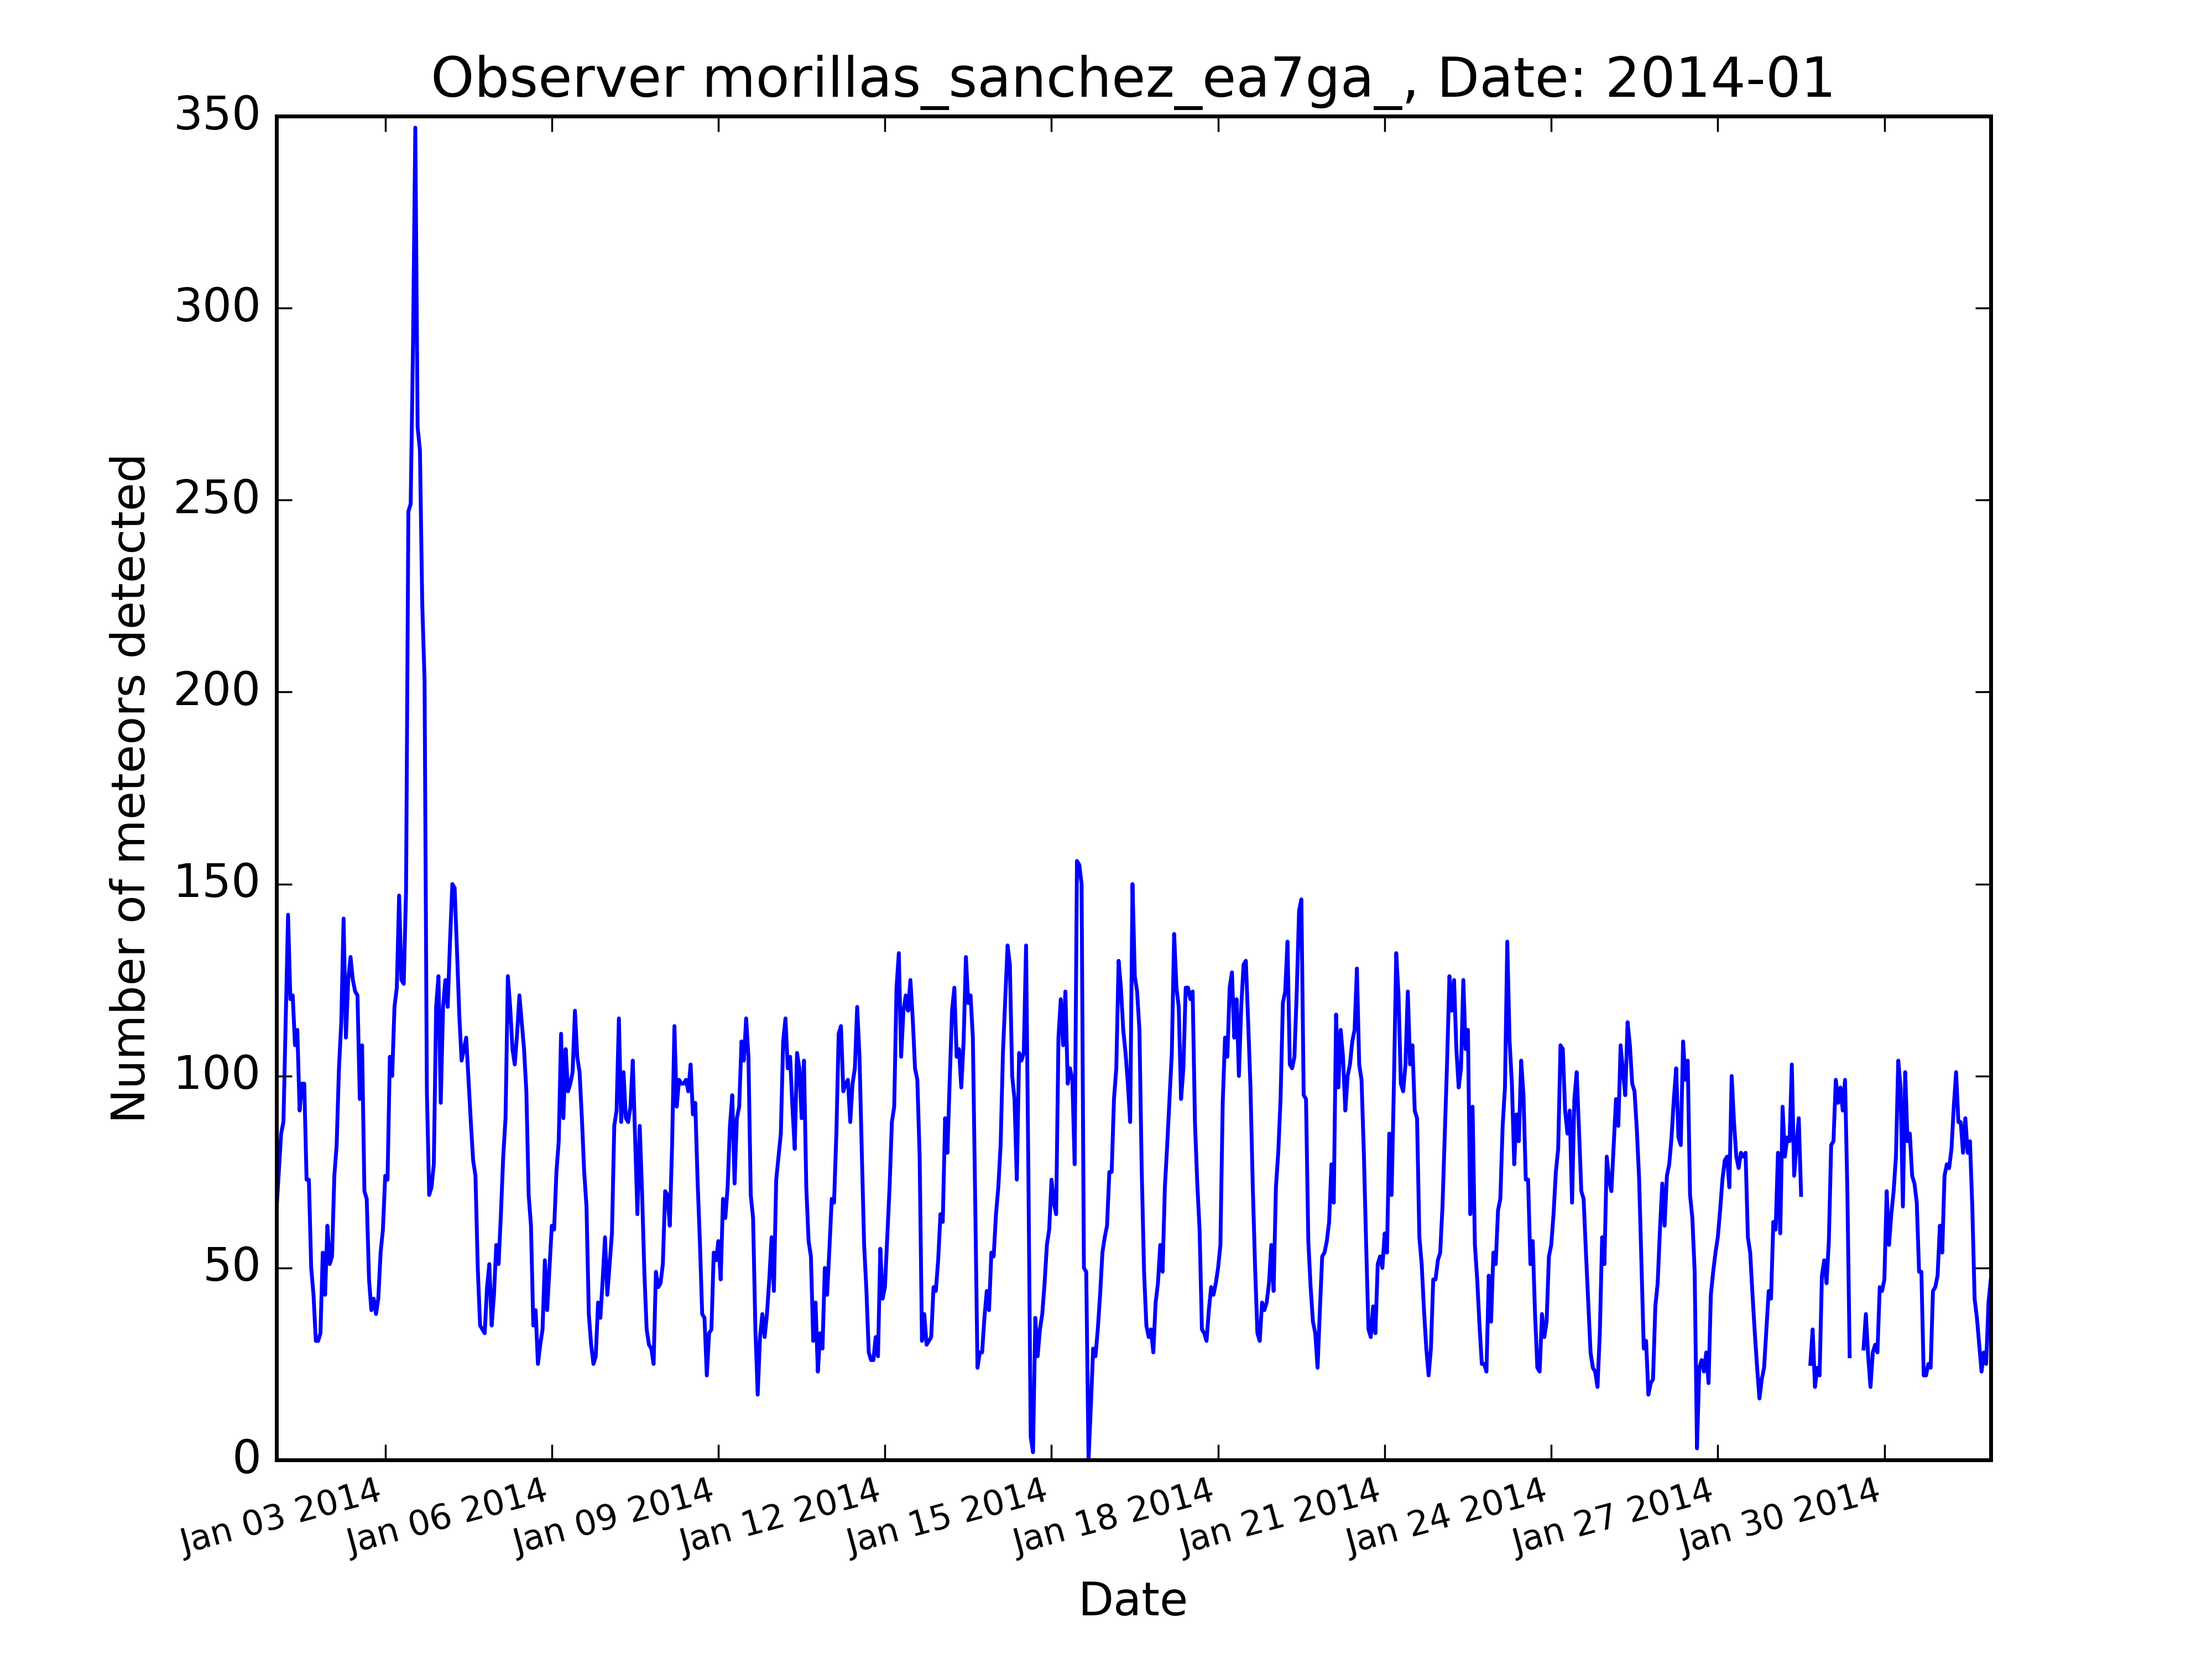 Observer morillas_sanchez_ea7ga_, Date: 2014-01
350
300
250
200
150
100
50
0
Number of meteors detected
Jan 03 2014
Jan 06 2014
Jan 09 2014
Jan 12 2014
Jan 15 2014
Jan 18 2014
Jan 21 2014
Jan 24 2014
Jan 27 2014
Jan 30 2014
Date